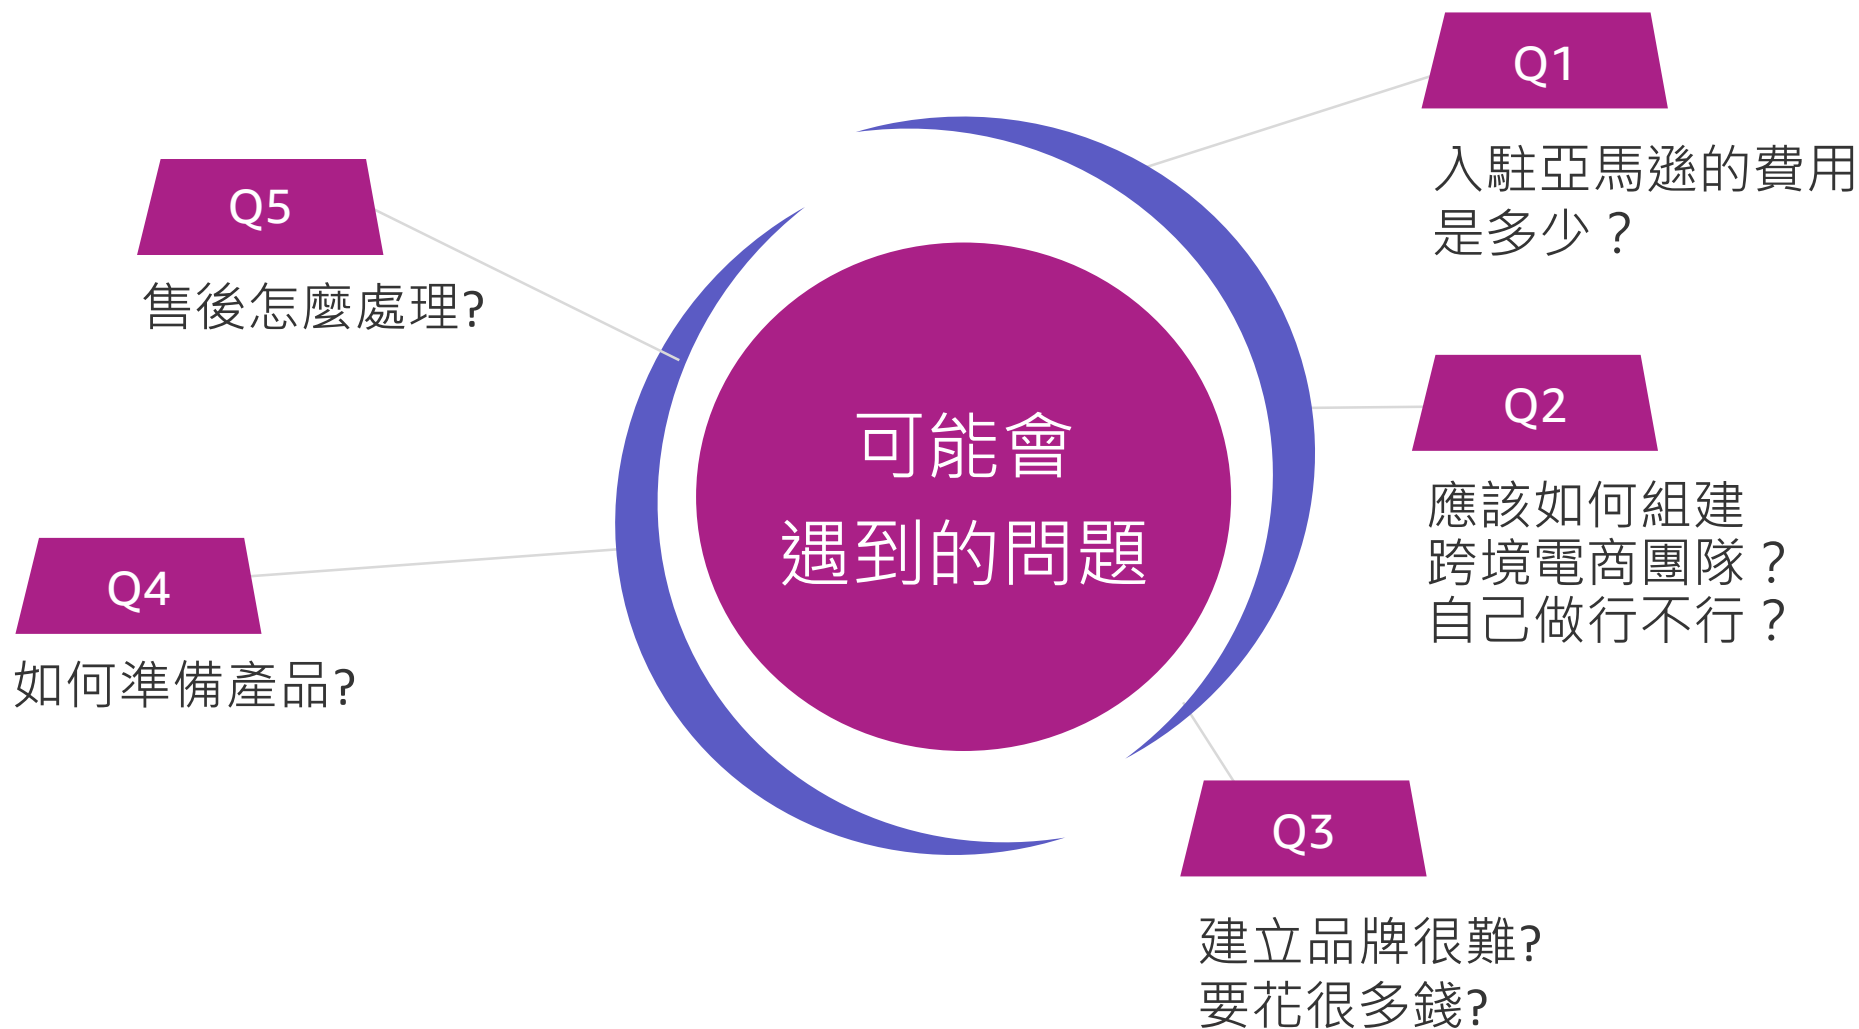 可能會
遇到的問題
Q1
入駐亞馬遜的費用
是多少？
Q2
應該如何組建
跨境電商團隊？
自己做行不行？
Q3
建立品牌很難?
要花很多錢?
Q4
如何準備產品?
Q5
售後怎麼處理?